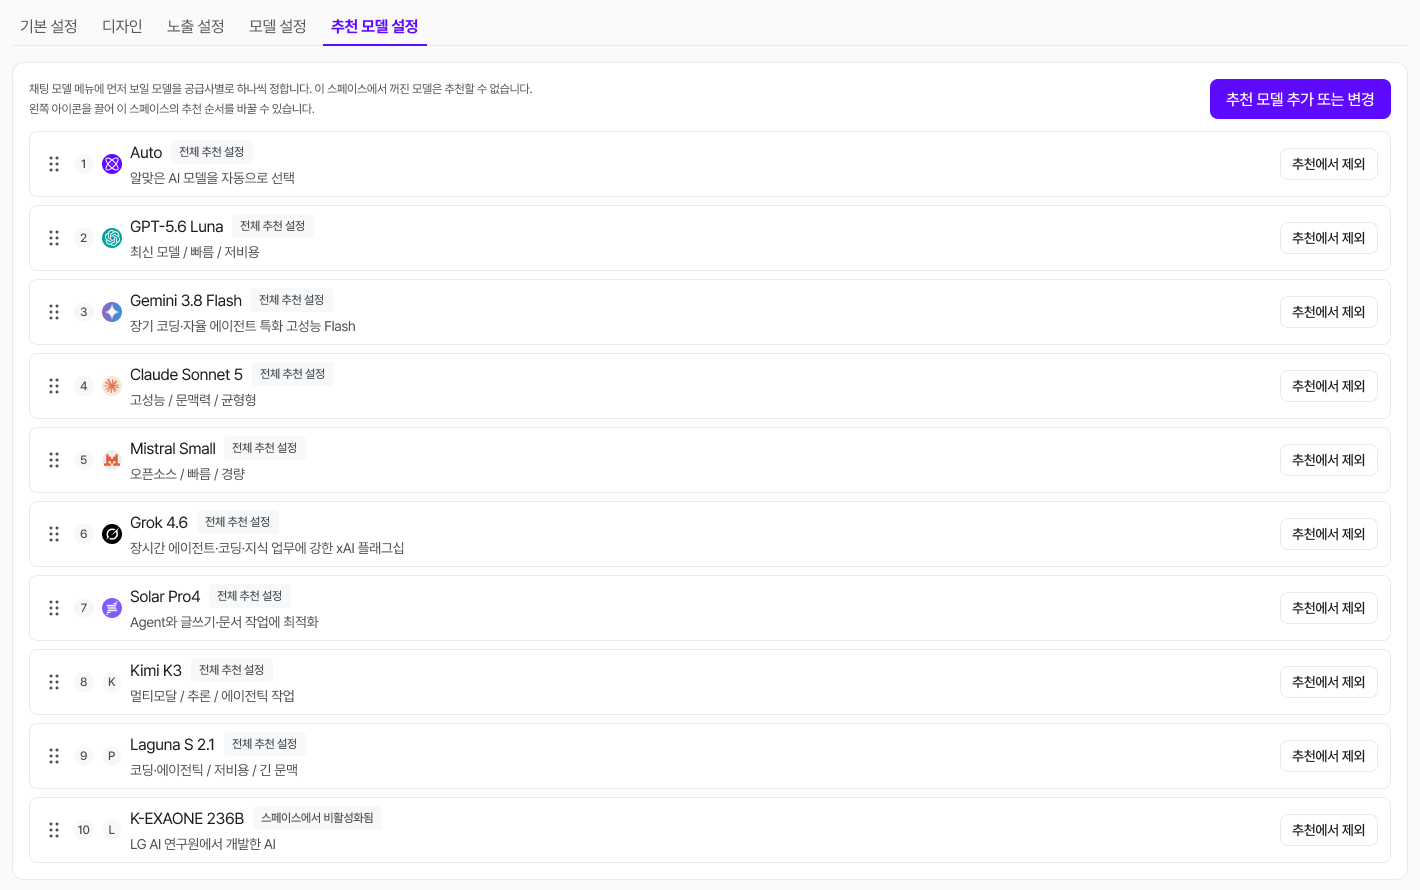 기본 설정 디자인 노출 설정 모델 설정 추천 모델 설정
채팅 모델 메뉴에 먼저 보일 모델을 공급사별로 하나씩 정합니다. 이 스페이스에서 꺼진 모델은 추천할 수 없습니다.
왼쪽 아이콘을 끌어 이 스페이스의 추천 순서를 바꿀 수 있습니다.
추천 모델 추가 또는 변경
1 Auto 전체 추천 설정
알맞은 AI 모델을 자동으로 선택
추천에서 제외
2 GPT-5.6 Luna 전체 추천 설정
최신 모델 / 빠름 / 저비용
추천에서 제외
3 Gemini 3.8 Flash 전체 추천 설정
장기 코딩·자율 에이전트 특화 고성능 Flash
추천에서 제외
4 Claude Sonnet 5 전체 추천 설정
고성능 / 문맥력 / 균형형
추천에서 제외
5 Mistral Small 전체 추천 설정
오픈소스 / 빠름 / 경량
추천에서 제외
6 Grok 4.6 전체 추천 설정
장시간 에이전트·코딩·지식 업무에 강한 xAI 플래그십
추천에서 제외
7 Solar Pro4 전체 추천 설정
Agent와 글쓰기·문서 작업에 최적화
추천에서 제외
8 K Kimi K3 전체 추천 설정
멀티모달 / 추론 / 에이전틱 작업
추천에서 제외
9 P Laguna S 2.1 전체 추천 설정
코딩·에이전틱 / 저비용 / 긴 문맥
추천에서 제외
10 L K-EXAONE 236B 스페이스에서 비활성화됨
LG AI 연구원에서 개발한 AI
추천에서 제외